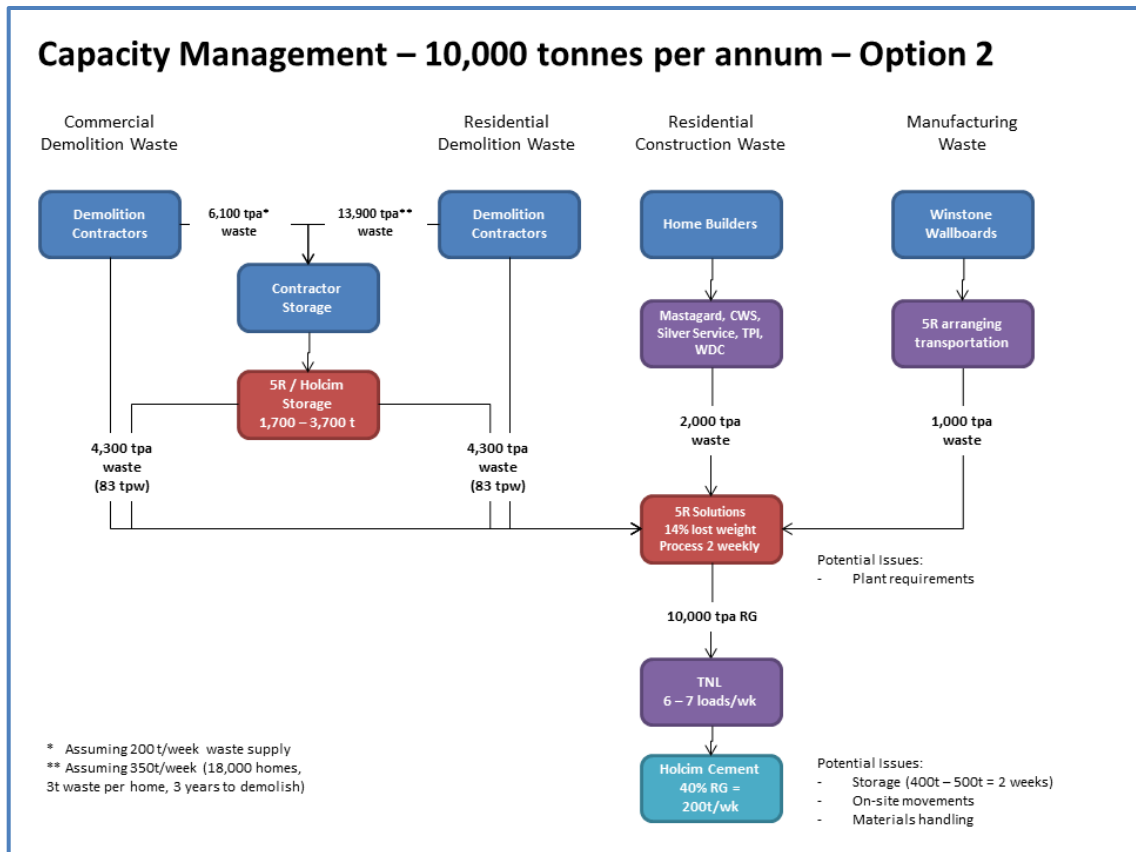 Capacity Management – 10,000 tonnes per annum – Option 2
Commercial
Demolition Waste
Residential
Demolition Waste
Residential
Construction Waste
Manufacturing
Waste
Demolition
Contractors
6,100 tpa*
waste
13,900 tpa**
waste
Demolition
Contractors
Home Builders
Winstone
Wallboards
Contractor
Storage
Mastagard, CWS,
Silver Service, TPI,
WDC
5R arranging
transportation
5R / Holcim
Storage
1,700 – 3,700 t
4,300 tpa
waste
(83 tpw)
4,300 tpa
waste
(83 tpw)
2,000 tpa
waste
1,000 tpa
waste
5R Solutions
14% lost weight
Process 2 weekly
Potential Issues:
- Plant requirements
10,000 tpa RG
TNL
6 – 7 loads/wk
* Assuming 200 t/week waste supply
** Assuming 350t/week (18,000 homes,
3t waste per home, 3 years to demolish)
Holcim Cement
40% RG =
200t/wk
Potential Issues:
- Storage (400t – 500t = 2 weeks)
- On-site movements
- Materials handling